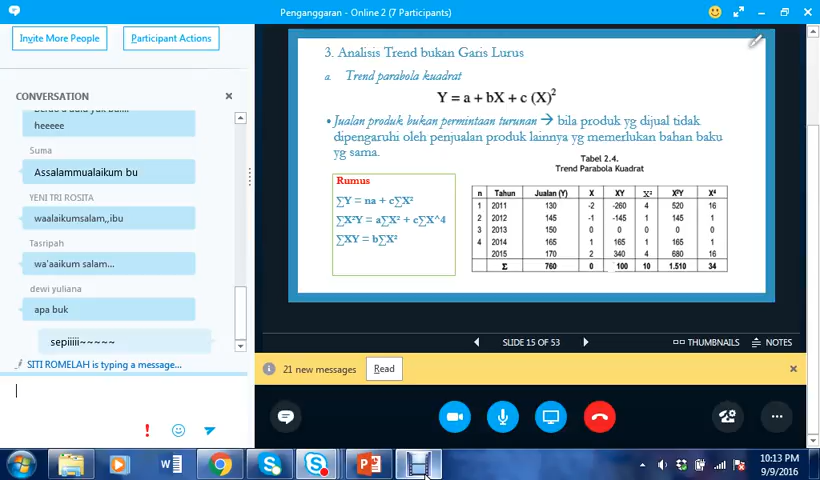 Penganggaran - Online 2 (7 Participants)
Invite More People
Participant Actions
CONVERSATION
heeeee
Suma
Assalammualaikum bu
YENI TRI ROSITA
waalaikumsalam,,ibu
Tasripah
wa'aaikum salam...
dewi yuliana
apa buk
sepiiiii~~~~~
SITI ROMELAH is typing a message...
3. Analisis Trend bukan Garis Lurus
a. Trend parabola kuadrat
Y = a + bX + c (X)²
• Jualan produk bukan permintaan turunan → bila produk yg dijual tidak
dipengaruhi oleh penjualan produk lainnya yg memerlukan bahan baku
yg sama.
Rumus
∑Y = na + c∑X²
∑X²Y = a∑X² + c∑X^4
∑XY = b∑X²
Tabel 2.4.
Trend Parabola Kuadrat
n Tahun Jualan (Y) X XY X² X²Y X⁴
1 2011 130 -2 -260 4 520 16
2 2012 145 -1 -145 1 145 1
3 2013 150 0 0 0 0 0
4 2014 165 1 165 1 165 1
2015 170 2 340 4 680 16
Σ 760 0 100 10 1.510 34
SLIDE 15 OF 53
THUMBNAILS
NOTES
21 new messages
Read
10:13 PM
9/9/2016